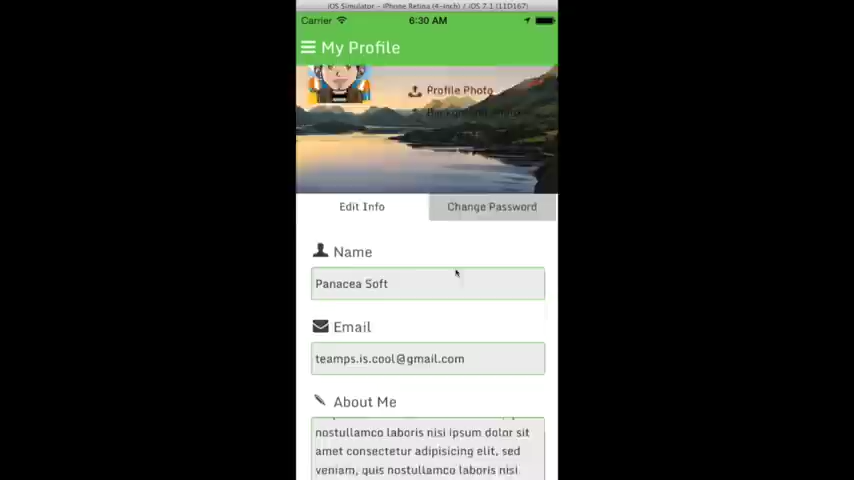 iOS Simulator - iPhone Retina (4-inch) / iOS 7.1 (11D167)
Carrier 6:30 AM
My Profile
Profile Photo
Background
Edit Info Change Password
Name
Panacea Soft
Email
teamps.is.cool@gmail.com
About Me
nostullamco laboris nisi ipsum dolor sit
amet consectetur adipisicing elit, sed
veniam, quis nostullamco laboris nisi